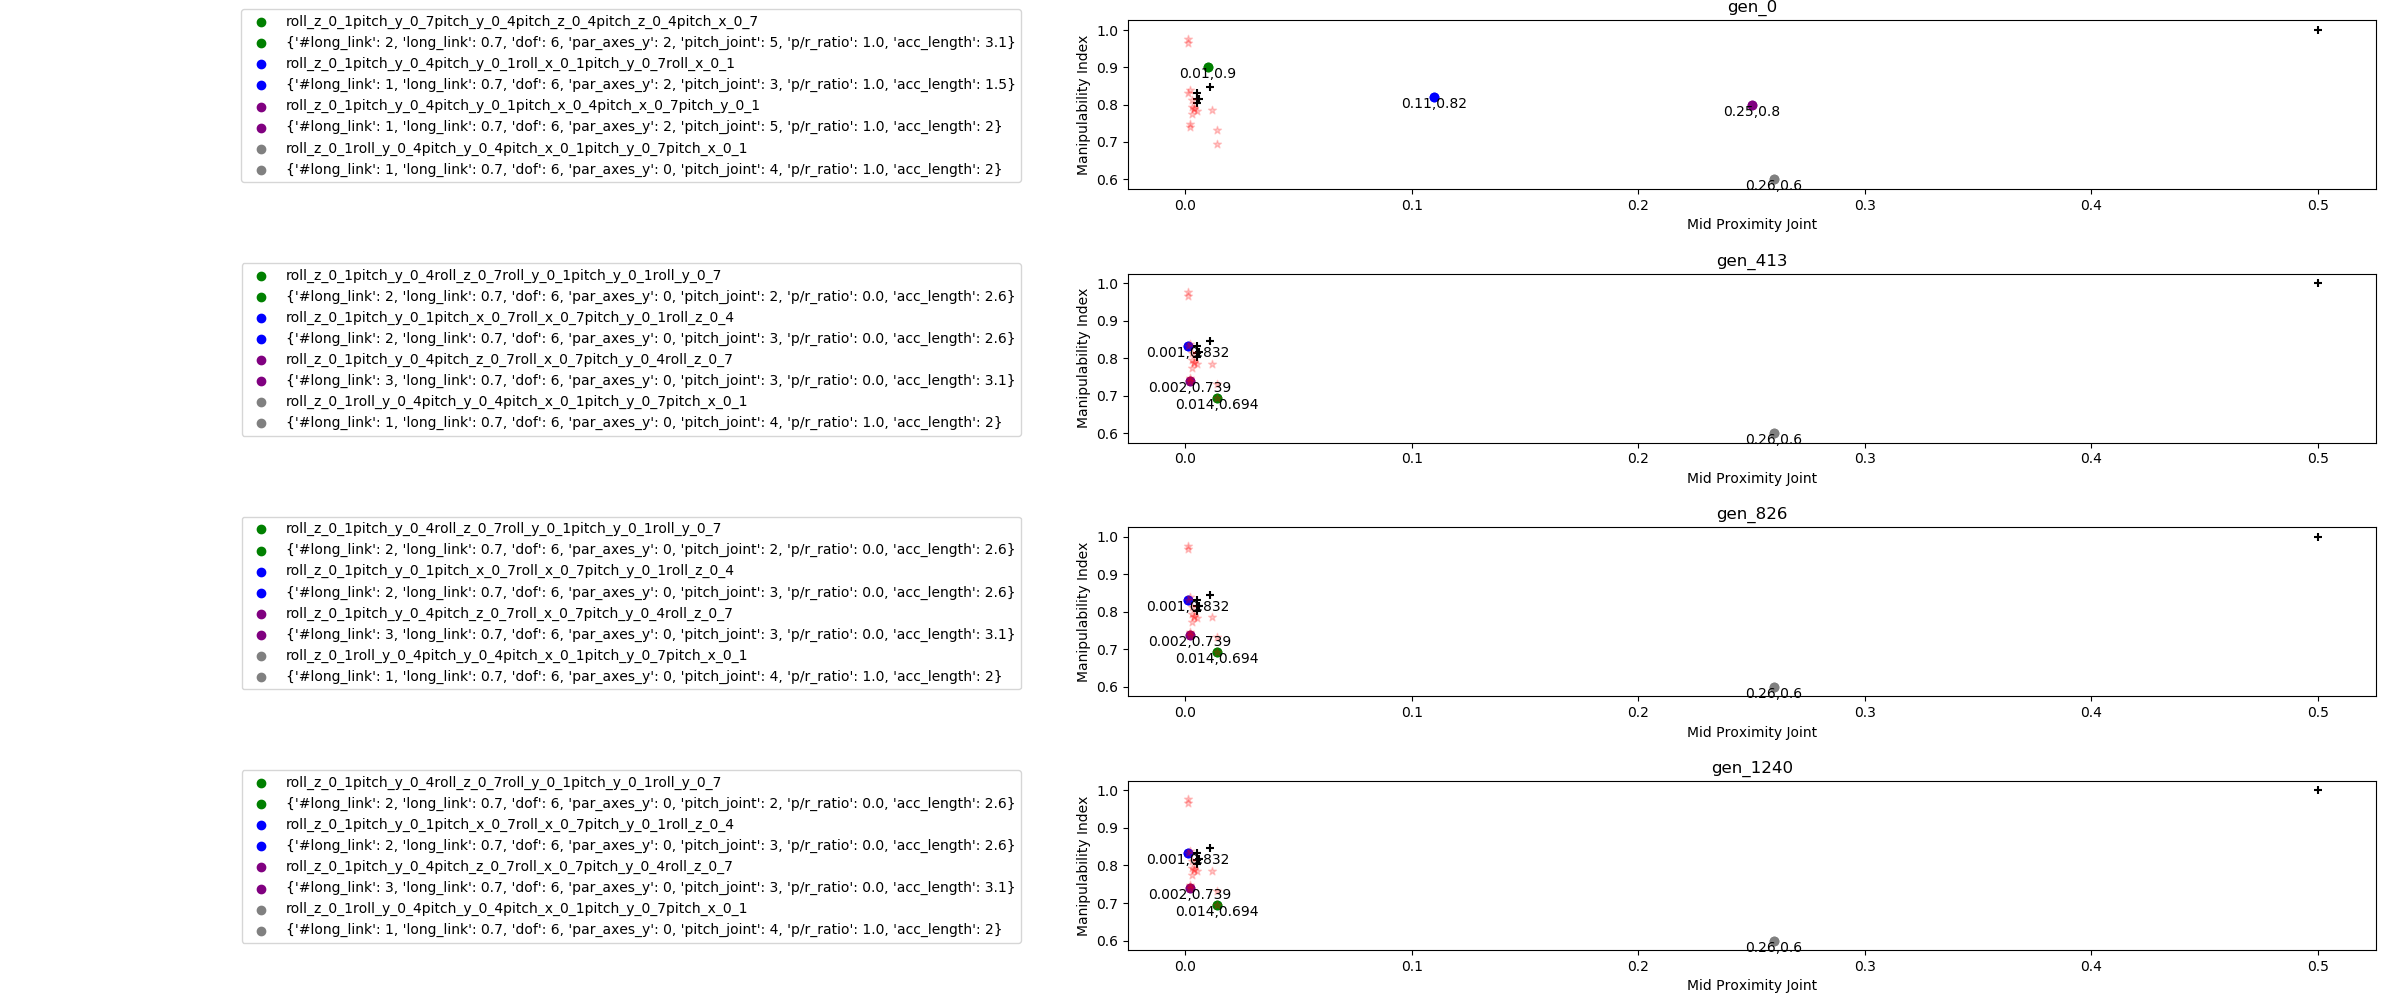 roll_z_0_1pitch_y_0_7pitch_y_0_4pitch_z_0_4pitch_z_0_4pitch_x_0_7
{'#long_link': 2, 'long_link': 0.7, 'dof': 6, 'par_axes_y': 2, 'pitch_joint': 5, 'p/r_ratio': 1.0, 'acc_length': 3.1}
roll_z_0_1pitch_y_0_4pitch_y_0_1roll_x_0_1pitch_y_0_7roll_x_0_1
{'#long_link': 1, 'long_link': 0.7, 'dof': 6, 'par_axes_y': 2, 'pitch_joint': 3, 'p/r_ratio': 1.0, 'acc_length': 1.5}
roll_z_0_1pitch_y_0_4pitch_y_0_1pitch_x_0_4pitch_x_0_7pitch_y_0_1
{'#long_link': 1, 'long_link': 0.7, 'dof': 6, 'par_axes_y': 2, 'pitch_joint': 5, 'p/r_ratio': 1.0, 'acc_length': 2}
roll_z_0_1roll_y_0_4pitch_y_0_4pitch_x_0_1pitch_y_0_7pitch_x_0_1
{'#long_link': 1, 'long_link': 0.7, 'dof': 6, 'par_axes_y': 0, 'pitch_joint': 4, 'p/r_ratio': 1.0, 'acc_length': 2}
gen_0
Manipulability Index
1.0
0.9
0.8
0.7
0.6
0.01,0.9
0.11,0.82
0.25,0.8
0.26,0.6
0.0 0.1 0.2 0.3 0.4 0.5
Mid Proximity Joint
roll_z_0_1pitch_y_0_4roll_z_0_7roll_y_0_1pitch_y_0_1roll_y_0_7
{'#long_link': 2, 'long_link': 0.7, 'dof': 6, 'par_axes_y': 0, 'pitch_joint': 2, 'p/r_ratio': 0.0, 'acc_length': 2.6}
roll_z_0_1pitch_y_0_1pitch_x_0_7roll_x_0_7pitch_y_0_1roll_z_0_4
{'#long_link': 2, 'long_link': 0.7, 'dof': 6, 'par_axes_y': 0, 'pitch_joint': 3, 'p/r_ratio': 0.0, 'acc_length': 2.6}
roll_z_0_1pitch_y_0_4pitch_z_0_7roll_x_0_7pitch_y_0_4roll_z_0_7
{'#long_link': 3, 'long_link': 0.7, 'dof': 6, 'par_axes_y': 0, 'pitch_joint': 3, 'p/r_ratio': 0.0, 'acc_length': 3.1}
roll_z_0_1roll_y_0_4pitch_y_0_4pitch_x_0_1pitch_y_0_7pitch_x_0_1
{'#long_link': 1, 'long_link': 0.7, 'dof': 6, 'par_axes_y': 0, 'pitch_joint': 4, 'p/r_ratio': 1.0, 'acc_length': 2}
gen_413
Manipulability Index
1.0
0.9
0.8
0.7
0.6
0.001,0.832
0.002,0.739
0.014,0.694
0.26,0.6
0.0 0.1 0.2 0.3 0.4 0.5
Mid Proximity Joint
roll_z_0_1pitch_y_0_4roll_z_0_7roll_y_0_1pitch_y_0_1roll_y_0_7
{'#long_link': 2, 'long_link': 0.7, 'dof': 6, 'par_axes_y': 0, 'pitch_joint': 2, 'p/r_ratio': 0.0, 'acc_length': 2.6}
roll_z_0_1pitch_y_0_1pitch_x_0_7roll_x_0_7pitch_y_0_1roll_z_0_4
{'#long_link': 2, 'long_link': 0.7, 'dof': 6, 'par_axes_y': 0, 'pitch_joint': 3, 'p/r_ratio': 0.0, 'acc_length': 2.6}
roll_z_0_1pitch_y_0_4pitch_z_0_7roll_x_0_7pitch_y_0_4roll_z_0_7
{'#long_link': 3, 'long_link': 0.7, 'dof': 6, 'par_axes_y': 0, 'pitch_joint': 3, 'p/r_ratio': 0.0, 'acc_length': 3.1}
roll_z_0_1roll_y_0_4pitch_y_0_4pitch_x_0_1pitch_y_0_7pitch_x_0_1
{'#long_link': 1, 'long_link': 0.7, 'dof': 6, 'par_axes_y': 0, 'pitch_joint': 4, 'p/r_ratio': 1.0, 'acc_length': 2}
gen_826
Manipulability Index
1.0
0.9
0.8
0.7
0.6
0.001,0.832
0.002,0.739
0.014,0.694
0.26,0.6
0.0 0.1 0.2 0.3 0.4 0.5
Mid Proximity Joint
roll_z_0_1pitch_y_0_4roll_z_0_7roll_y_0_1pitch_y_0_1roll_y_0_7
{'#long_link': 2, 'long_link': 0.7, 'dof': 6, 'par_axes_y': 0, 'pitch_joint': 2, 'p/r_ratio': 0.0, 'acc_length': 2.6}
roll_z_0_1pitch_y_0_1pitch_x_0_7roll_x_0_7pitch_y_0_1roll_z_0_4
{'#long_link': 2, 'long_link': 0.7, 'dof': 6, 'par_axes_y': 0, 'pitch_joint': 3, 'p/r_ratio': 0.0, 'acc_length': 2.6}
roll_z_0_1pitch_y_0_4pitch_z_0_7roll_x_0_7pitch_y_0_4roll_z_0_7
{'#long_link': 3, 'long_link': 0.7, 'dof': 6, 'par_axes_y': 0, 'pitch_joint': 3, 'p/r_ratio': 0.0, 'acc_length': 3.1}
roll_z_0_1roll_y_0_4pitch_y_0_4pitch_x_0_1pitch_y_0_7pitch_x_0_1
{'#long_link': 1, 'long_link': 0.7, 'dof': 6, 'par_axes_y': 0, 'pitch_joint': 4, 'p/r_ratio': 1.0, 'acc_length': 2}
gen_1240
Manipulability Index
1.0
0.9
0.8
0.7
0.6
0.001,0.832
0.002,0.739
0.014,0.694
0.26,0.6
0.0 0.1 0.2 0.3 0.4 0.5
Mid Proximity Joint